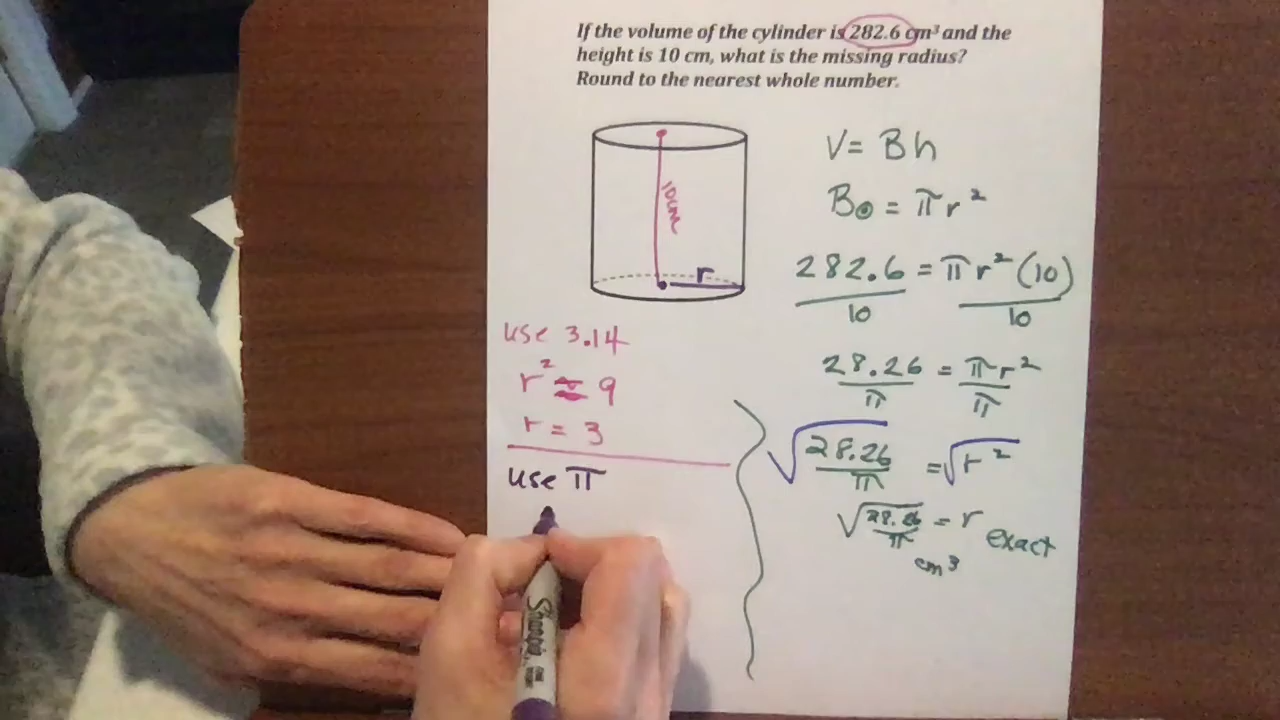 If the volume of the cylinder is 282.6 cm³ and the
height is 10 cm, what is the missing radius?
Round to the nearest whole number.
10cm
r
V = Bh
B⊙ = πr²
282.6 = πr² (10)
10 10
28.26 = πr²
π π
√28.26/π = √r²
√28.26/π = r exact
cm³
use 3.14
r² ≈ 9
r = 3
use π
Sharpie